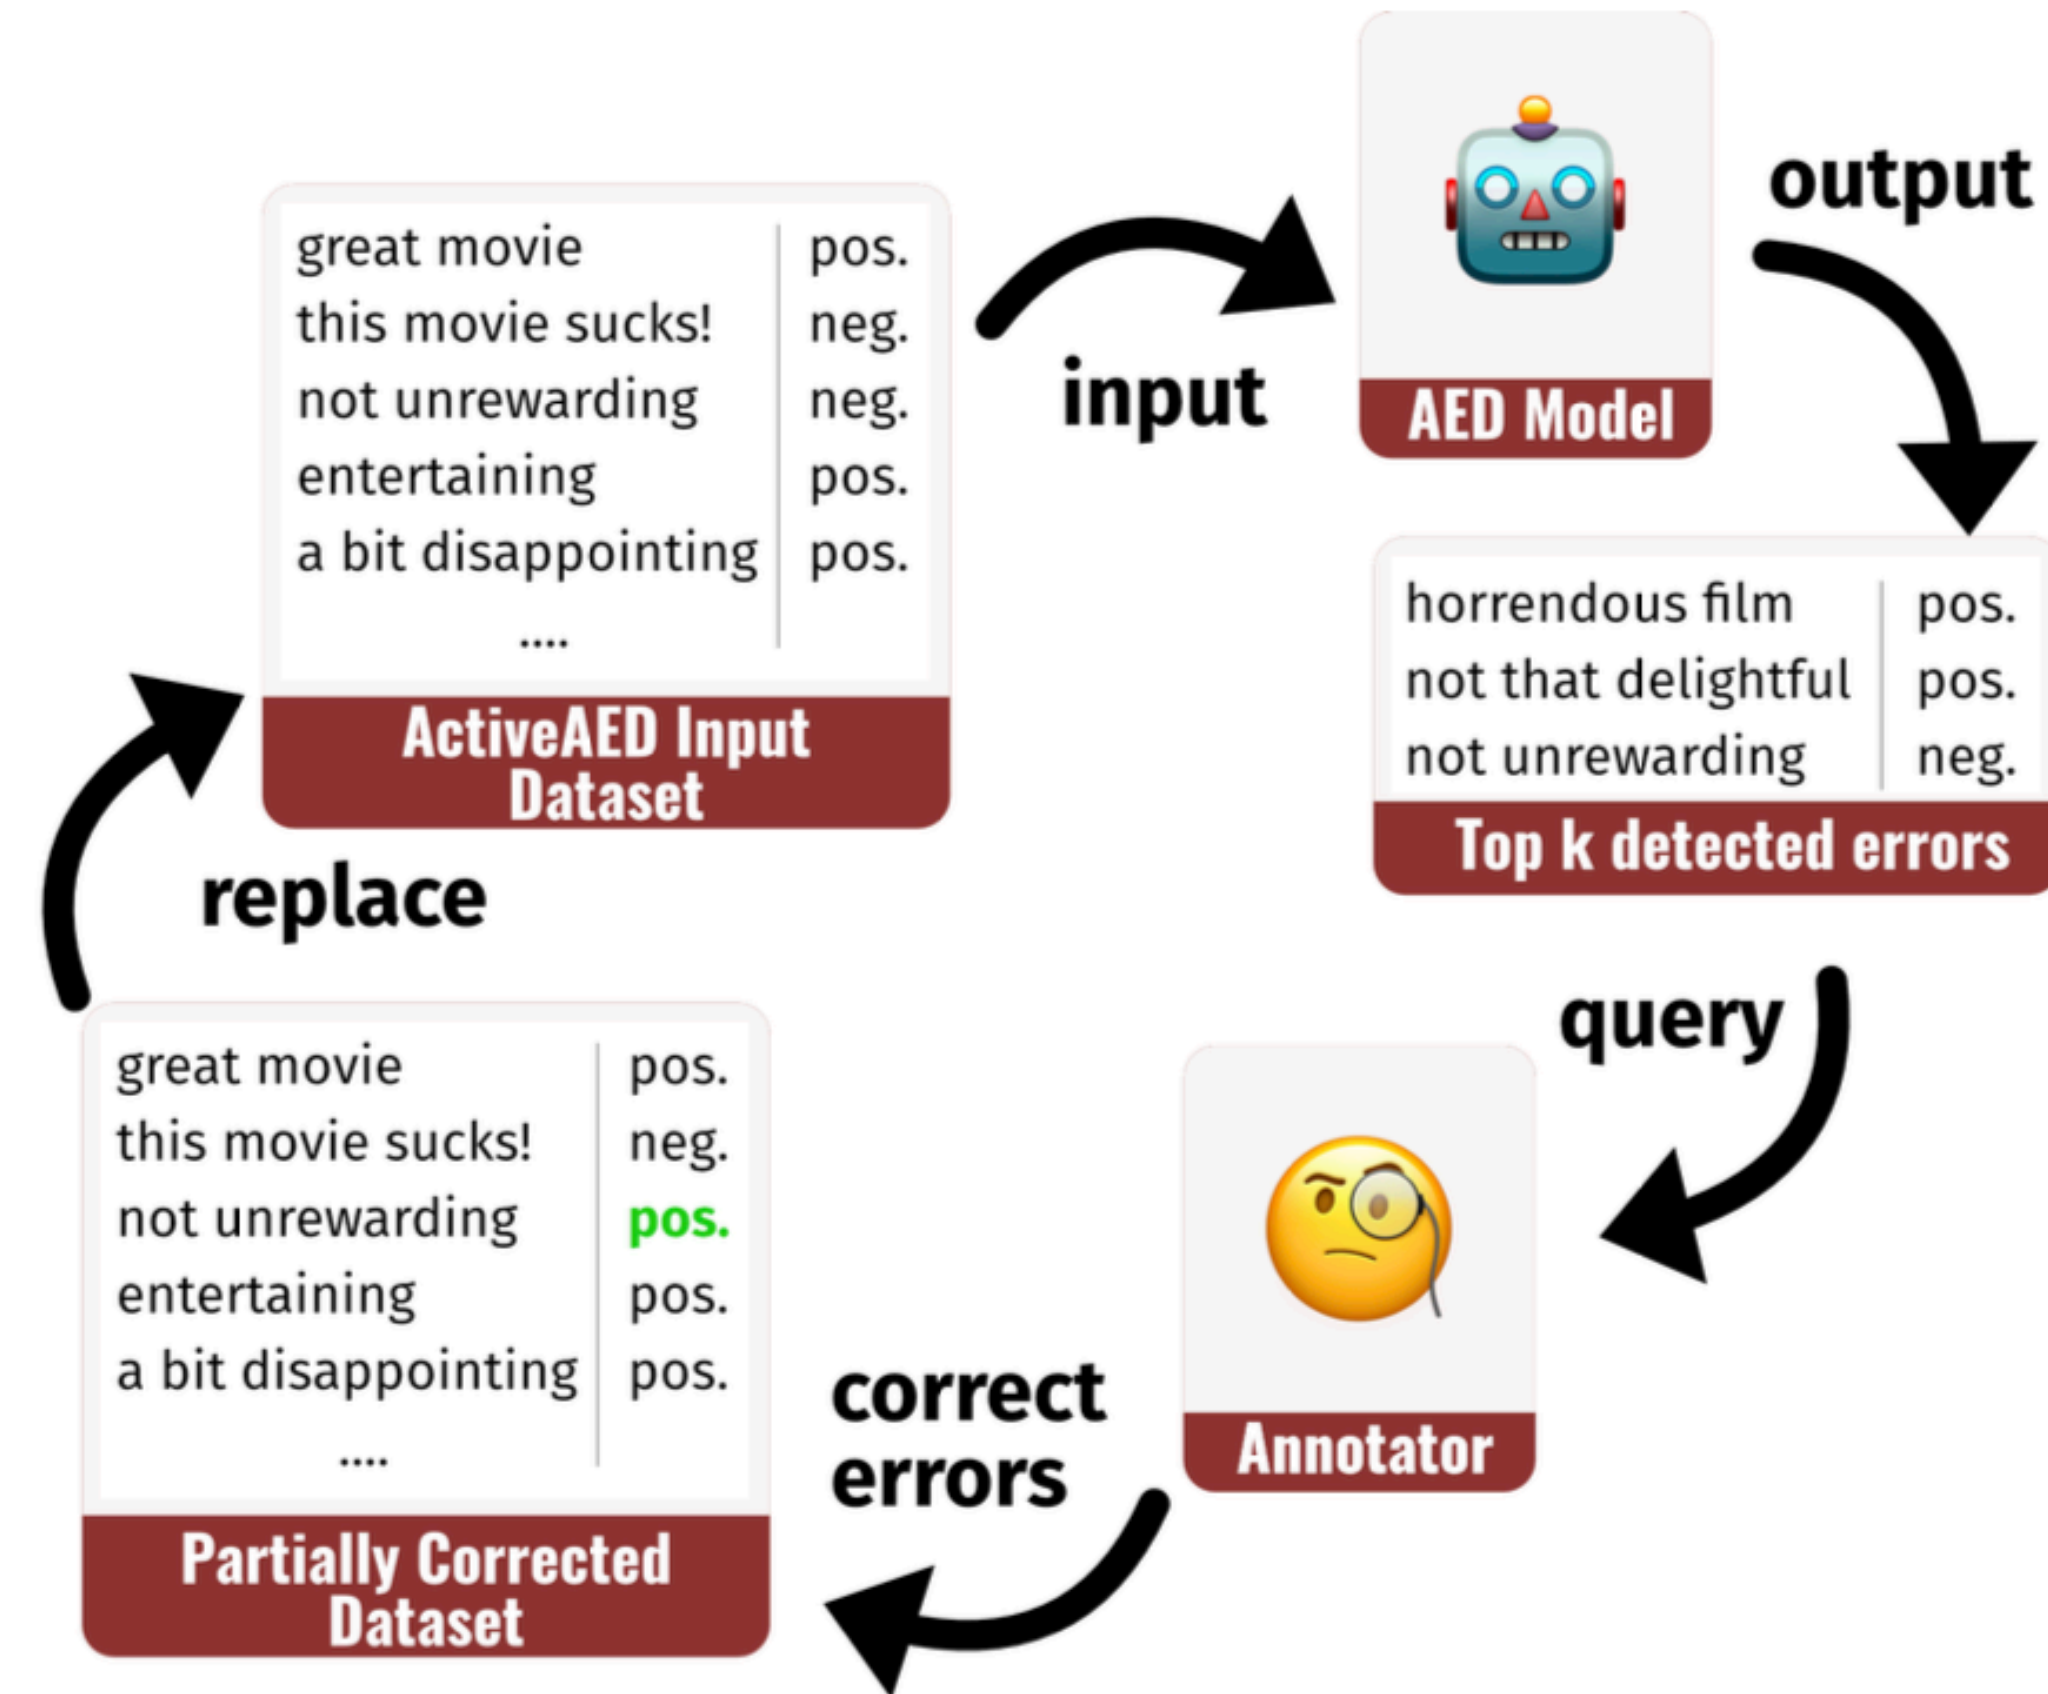 great movie pos.
this movie sucks! neg.
not unrewarding neg.
entertaining pos.
a bit disappointing pos.
....
ActiveAED Input
Dataset
input
AED Model
output
horrendous film pos.
not that delightful pos.
not unrewarding neg.
Top k detected errors
query
Annotator
correct
errors
great movie pos.
this movie sucks! neg.
not unrewarding pos.
entertaining pos.
a bit disappointing pos.
....
Partially Corrected
Dataset
replace